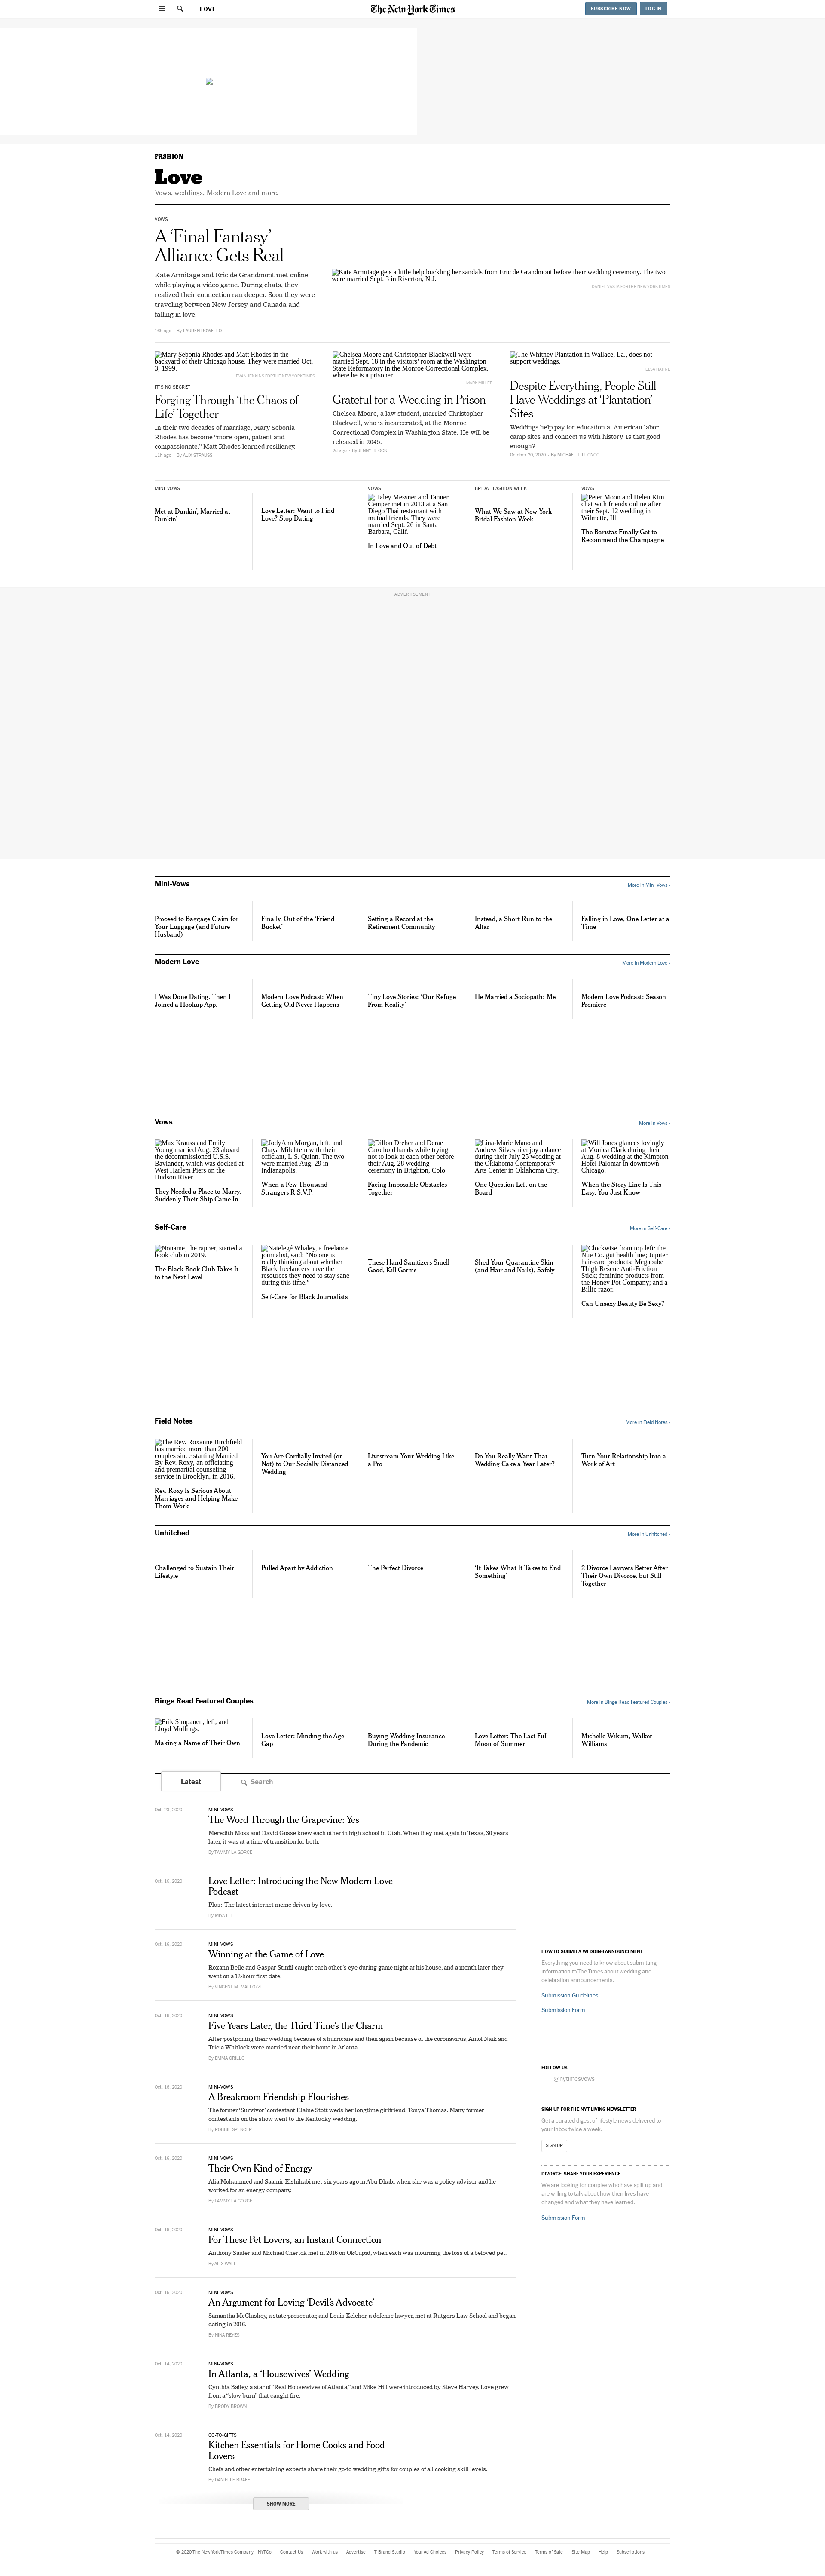 LOVE
The New York Times
SUBSCRIBE NOW
LOG IN
FASHION
Love
Vows, weddings, Modern Love and more.
VOWS
A ‘Final Fantasy’
Alliance Gets Real
Kate Armitage and Eric de Grandmont met online
while playing a video game. During chats, they
realized their connection ran deeper. Soon they were
traveling between New Jersey and Canada and
falling in love.
By LAUREN ROWELLO
Kate Armitage gets a little help buckling her sandals from Eric de Grandmont before their wedding ceremony. The two
were married Sept. 3 in Riverton, N.J.
Mary Sebonia Rhodes and Matt Rhodes in the
backyard of their Chicago house. They were married Oct.
3, 1999.
EVAN JENKINS FOR THE NEW YORK TIMES
IT’S NO SECRET
Forging Through ‘the Chaos of
Life’ Together
In their two decades of marriage, Mary Sebonia
Rhodes has become “more open, patient and
compassionate.” Matt Rhodes learned resiliency.
11h ago - By ALIX STRAUSS
Chelsea Moore and Christopher Blackwell were
married Sept. 18 in the visitors’ room at the Washington
State Reformatory in the Monroe Correctional Complex,
where he is a prisoner.
MARK MILLER
Grateful for a Wedding in Prison
Chelsea Moore, a law student, married Christopher
Blackwell, who is incarcerated, at the Monroe
Correctional Complex in Washington State. He will be
released in 2045.
2d ago - By JENNY BLOCK
The Whitney Plantation in Wallace, La., does not
support weddings.
Despite Everything, People Still
Have Weddings at ‘Plantation’
Sites
Weddings help pay for education at American labor
camp sites and connect us with history. Is that good
enough?
October 20, 2020 - By MICHAEL T. LUONGO
MINI-VOWS
Met at Dunkin’, Married at
Dunkin’
Love Letter: Want to Find
Love? Stop Dating
VOWS
Haley Messner and Tanner
Cemper met in 2013 at a San
Diego Thai restaurant with
mutual friends. They were
married Sept. 26 in Santa
Barbara, Calif.
In Love and Out of Debt
BRIDAL FASHION WEEK
What We Saw at New York
Bridal Fashion Week
VOWS
Peter Moon and Helen Kim
chat with friends online after
their Sept. 12 wedding in
Wilmette, Ill.
The Baristas Finally Get to
Recommend the Champagne
ADVERTISEMENT
Mini-Vows
More in Mini-Vows ›
Proceed to Baggage Claim for
Your Luggage (and Future
Husband)
Finally, Out of the ‘Friend
Bucket’
Setting a Record at the
Retirement Community
Instead, a Short Run to the
Altar
Falling in Love, One Letter at a
Time
Modern Love
More in Modern Love ›
I Was Done Dating. Then I
Joined a Hookup App.
Modern Love Podcast: When
Getting Old Never Happens
Tiny Love Stories: ‘Our Refuge
From Reality’
He Married a Sociopath: Me
Modern Love Podcast: Season
Premiere
Vows
More in Vows ›
Max Krauss and Emily
Young married Aug. 23 aboard
the decommissioned U.S.S.
Baylander, which was docked at
West Harlem Piers on the
Hudson River.
They Needed a Place to Marry.
Suddenly Their Ship Came In.
JodyAnn Morgan, left, and
Chaya Milchtein with their
officiant, L.S. Quinn. The two
were married Aug. 29 in
Indianapolis.
When a Few Thousand
Strangers R.S.V.P.
Dillon Dreher and Derae
Caro hold hands while trying
not to look at each other before
their Aug. 28 wedding
ceremony in Brighton, Colo.
Facing Impossible Obstacles
Together
Lina-Marie Mano and
Andrew Silvestri enjoy a dance
during their July 25 wedding at
the Oklahoma Contemporary
Arts Center in Oklahoma City.
One Question Left on the
Board
Will Jones glances lovingly
at Monica Clark during their
Aug. 8 wedding at the Kimpton
Hotel Palomar in downtown
Chicago.
When the Story Line Is This
Easy, You Just Know
Self-Care
More in Self-Care ›
Noname, the rapper, started a
book club in 2019.
The Black Book Club Takes It
to the Next Level
Natelegé Whaley, a freelance
journalist, said: “No one is
really thinking about whether
Black freelancers have the
resources they need to stay sane
during this time.”
Self-Care for Black Journalists
These Hand Sanitizers Smell
Good, Kill Germs
Shed Your Quarantine Skin
(and Hair and Nails), Safely
Clockwise from top left: the
Nue Co. gut health line; Jupiter
hair-care products; Megababe
Thigh Rescue Anti-Friction
Stick; feminine products from
the Honey Pot Company; and a
Billie razor.
Can Unsexy Beauty Be Sexy?
Field Notes
More in Field Notes ›
The Rev. Roxanne Birchfield
has married more than 200
couples since starting Married
By Rev. Roxy, an officiating
and premarital counseling
service in Brooklyn, in 2016.
Rev. Roxy Is Serious About
Marriages and Helping Make
Them Work
You Are Cordially Invited (or
Not) to Our Socially Distanced
Wedding
Livestream Your Wedding Like
a Pro
Do You Really Want That
Wedding Cake a Year Later?
Turn Your Relationship Into a
Work of Art
Unhitched
More in Unhitched ›
Challenged to Sustain Their
Lifestyle
Pulled Apart by Addiction
The Perfect Divorce
‘It Takes What It Takes to End
Something’
2 Divorce Lawyers Better After
Their Own Divorce, but Still
Together
Binge Read Featured Couples
More in Binge Read Featured Couples ›
Erik Simpanen, left, and
Lloyd Mullings.
Making a Name of Their Own
Love Letter: Minding the Age
Gap
Buying Wedding Insurance
During the Pandemic
Love Letter: The Last Full
Moon of Summer
Michelle Wikum, Walker
Williams
Latest
Search
Oct. 23, 2020
MINI-VOWS
The Word Through the Grapevine: Yes
Meredith Moss and David Gosse knew each other in high school in Utah. When they met again in Texas, 30 years
later, it was at a time of transition for both.
By TAMMY LA GORCE
Oct. 16, 2020
Love Letter: Introducing the New Modern Love
Podcast
Plus: The latest internet meme driven by love.
By MIYA LEE
Oct. 16, 2020
MINI-VOWS
Winning at the Game of Love
Roxann Belle and Gaspar Stinfil caught each other’s eye during game night at his house, and a month later they
went on a 12-hour first date.
By VINCENT M. MALLOZZI
Oct. 16, 2020
MINI-VOWS
Five Years Later, the Third Time’s the Charm
After postponing their wedding because of a hurricane and then again because of the coronavirus, Amol Naik and
Tricia Whitlock were married near their home in Atlanta.
By EMMA GRILLO
Oct. 16, 2020
MINI-VOWS
A Breakroom Friendship Flourishes
The former ‘Survivor’ contestant Elaine Stott weds her longtime girlfriend, Tonya Thomas. Many former
contestants on the show went to the Kentucky wedding.
By ROBBIE SPENCER
Oct. 16, 2020
MINI-VOWS
Their Own Kind of Energy
Alia Mohammed and Saamir Elshihabi met six years ago in Abu Dhabi when she was a policy adviser and he
worked for an energy company.
By TAMMY LA GORCE
Oct. 16, 2020
MINI-VOWS
For These Pet Lovers, an Instant Connection
Anthony Sauler and Michael Chertok met in 2016 on OkCupid, when each was mourning the loss of a beloved pet.
By ALIX WALL
Oct. 16, 2020
MINI-VOWS
An Argument for Loving ‘Devil’s Advocate’
Samantha McCluskey, a state prosecutor, and Louis Keleher, a defense lawyer, met at Rutgers Law School and began
dating in 2016.
By NINA REYES
Oct. 14, 2020
MINI-VOWS
In Atlanta, a ‘Housewives’ Wedding
Cynthia Bailey, a star of “Real Housewives of Atlanta,” and Mike Hill were introduced by Steve Harvey. Love grew
from a “slow burn” that caught fire.
By BRANDY BROWN
Oct. 14, 2020
GO-TO-GIFTS
Kitchen Essentials for Home Cooks and Food
Lovers
Chefs and other entertaining experts share their go-to wedding gifts for couples of all cooking skill levels.
By DANIELLE BRAFF
SHOW MORE
HOW TO SUBMIT A WEDDING ANNOUNCEMENT
Everything you need to know about submitting
information to The Times about wedding and
celebration announcements.
Submission Guidelines
Submission Form
FOLLOW US
@nytimesvows
SIGN UP FOR THE NYT LIVING NEWSLETTER
Get a curated digest of lifestyle news delivered to
your inbox twice a week.
SIGN UP
DIVORCE: SHARE YOUR EXPERIENCE
We are looking for couples who have split up and
are willing to talk about how their lives have
changed and what they have learned.
Submission Form
© 2020 The New York Times Company NYTCo Contact Us Work with us Advertise T Brand Studio Your Ad Choices Privacy Policy Terms of Service Terms of Sale Site Map Help Subscriptions